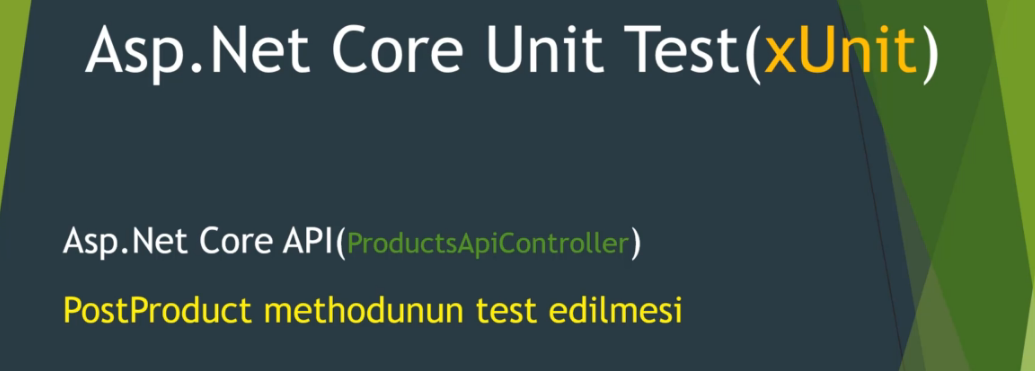 Asp.Net Core Unit Test(xUnit)
Asp.Net Core API(ProductsApiController)
PostProduct methodunun test edilmesi